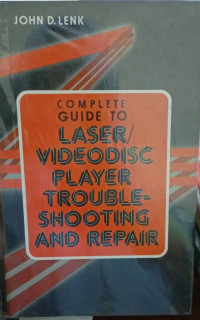 JOHN D. LENK
COMPLETE
GUIDE TO
LASER/
VIDEODISC
PLAYER
TROUBLE-
SHOOTING
AND REPAIR